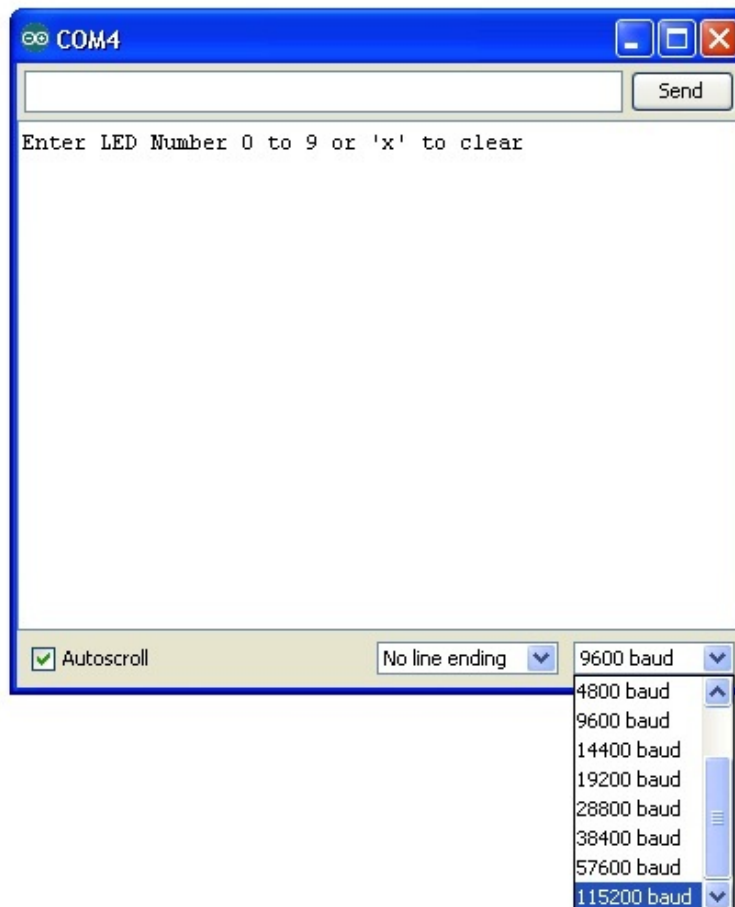 COM4
Send
Enter LED Number 0 to 9 or 'x' to clear
Autoscroll
No line ending
9600 baud
4800 baud
9600 baud
14400 baud
19200 baud
28800 baud
38400 baud
57600 baud
115200 baud